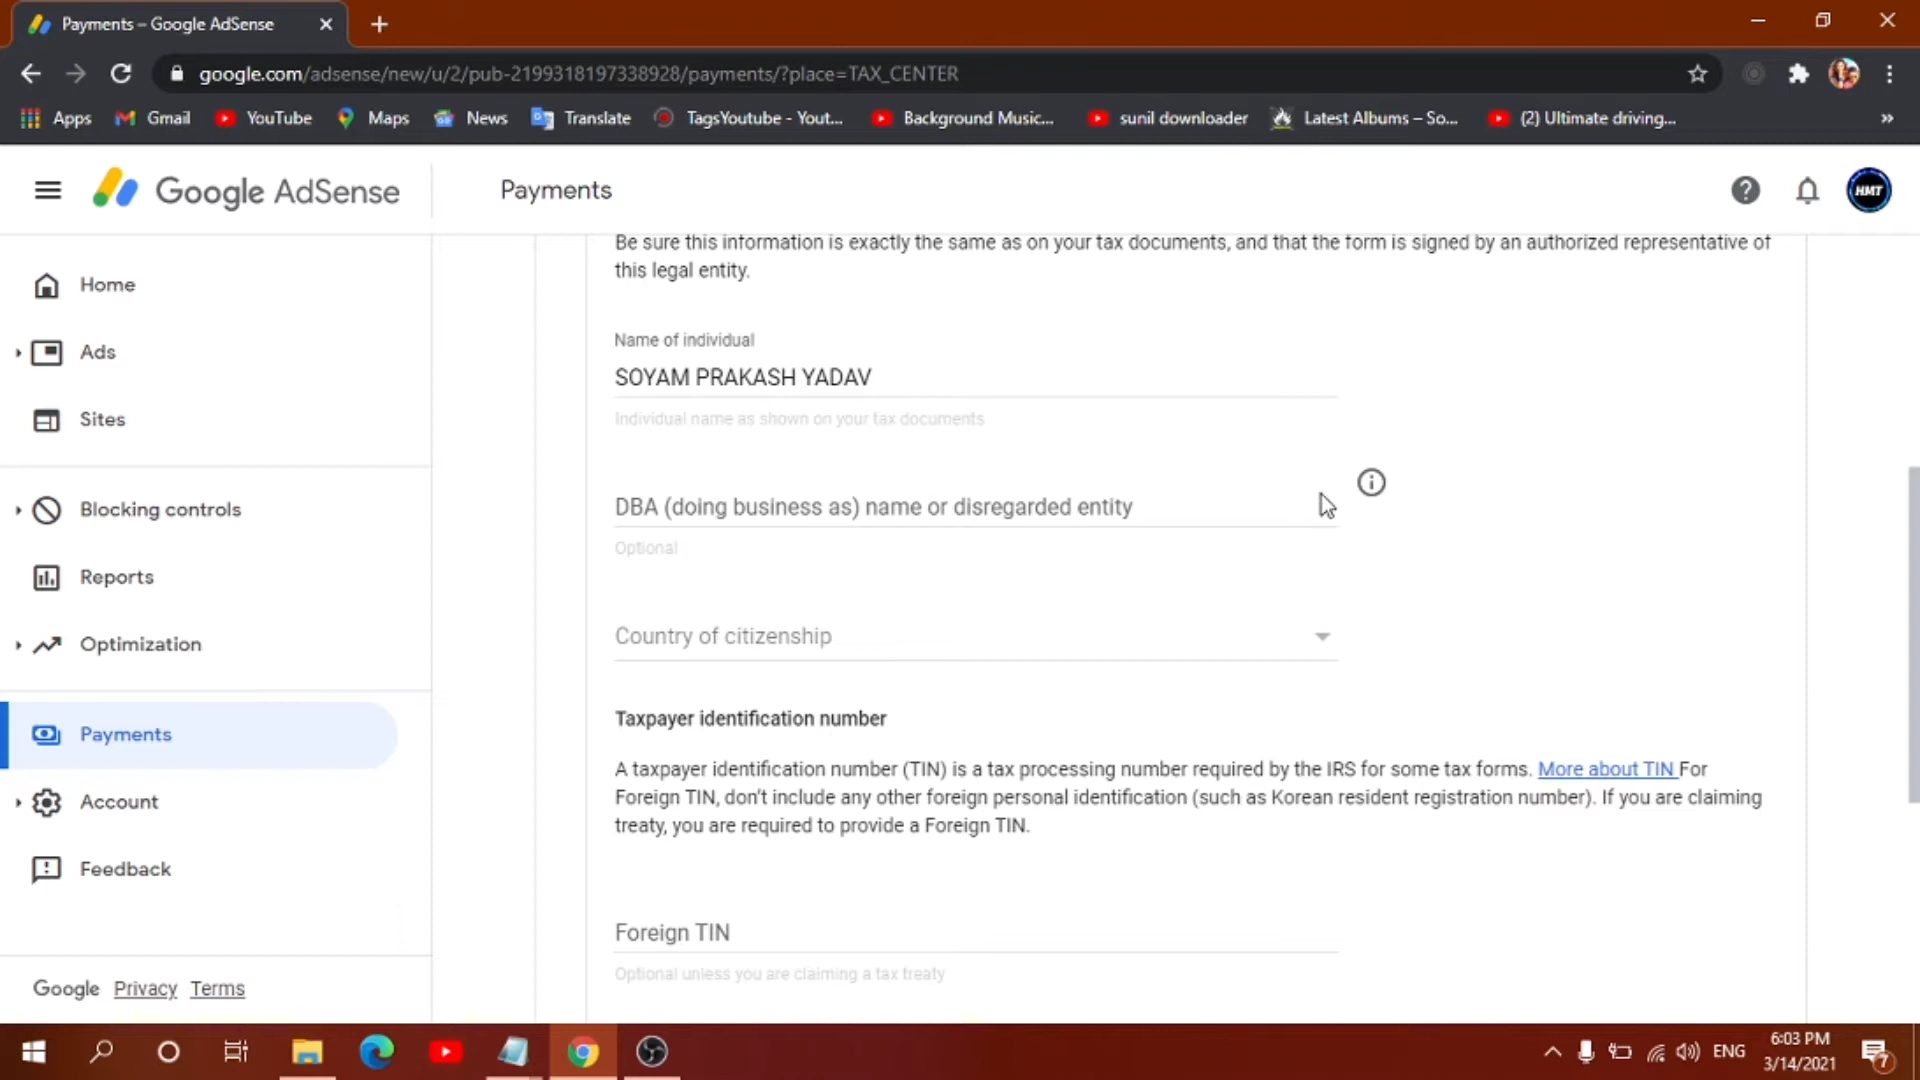 Payments – Google AdSense
google.com/adsense/new/u/2/pub-2199318197338928/payments/?place=TAX_CENTER
Apps Gmail YouTube Maps News Translate TagsYoutube - Yout... Background Music... sunil downloader Latest Albums – So... (2) Ultimate driving... »
Google AdSense
Payments
HMT
Home
Ads
Sites
Blocking controls
Reports
Optimization
Payments
Account
Feedback
Google Privacy Terms
Be sure this information is exactly the same as on your tax documents, and that the form is signed by an authorized representative of
this legal entity.
Name of individual
SOYAM PRAKASH YADAV
Individual name as shown on your tax documents
DBA (doing business as) name or disregarded entity
Optional
Country of citizenship
Taxpayer identification number
A taxpayer identification number (TIN) is a tax processing number required by the IRS for some tax forms. More about TIN For
Foreign TIN, don't include any other foreign personal identification (such as Korean resident registration number). If you are claiming
treaty, you are required to provide a Foreign TIN.
Foreign TIN
Optional unless you are claiming a tax treaty
ENG
6:03 PM
3/14/2021
7